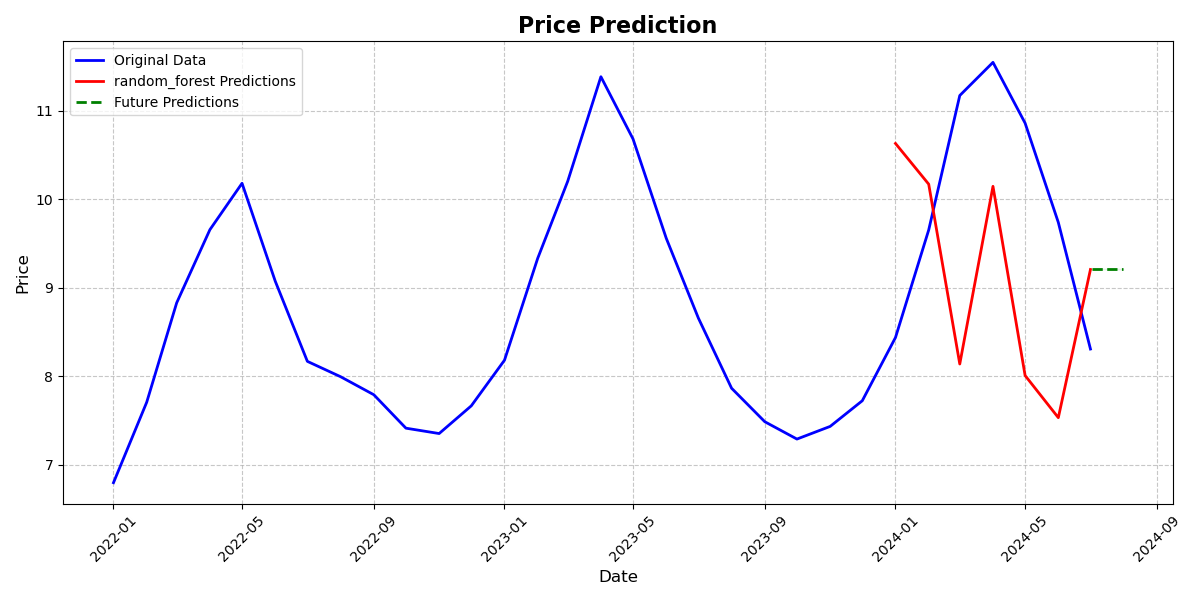 Price Prediction
Original Data
random_forest Predictions
Future Predictions
Price
11
10
9
8
7
2022-01
2022-05
2022-09
2023-01
2023-05
2023-09
2024-01
2024-05
2024-09
Date